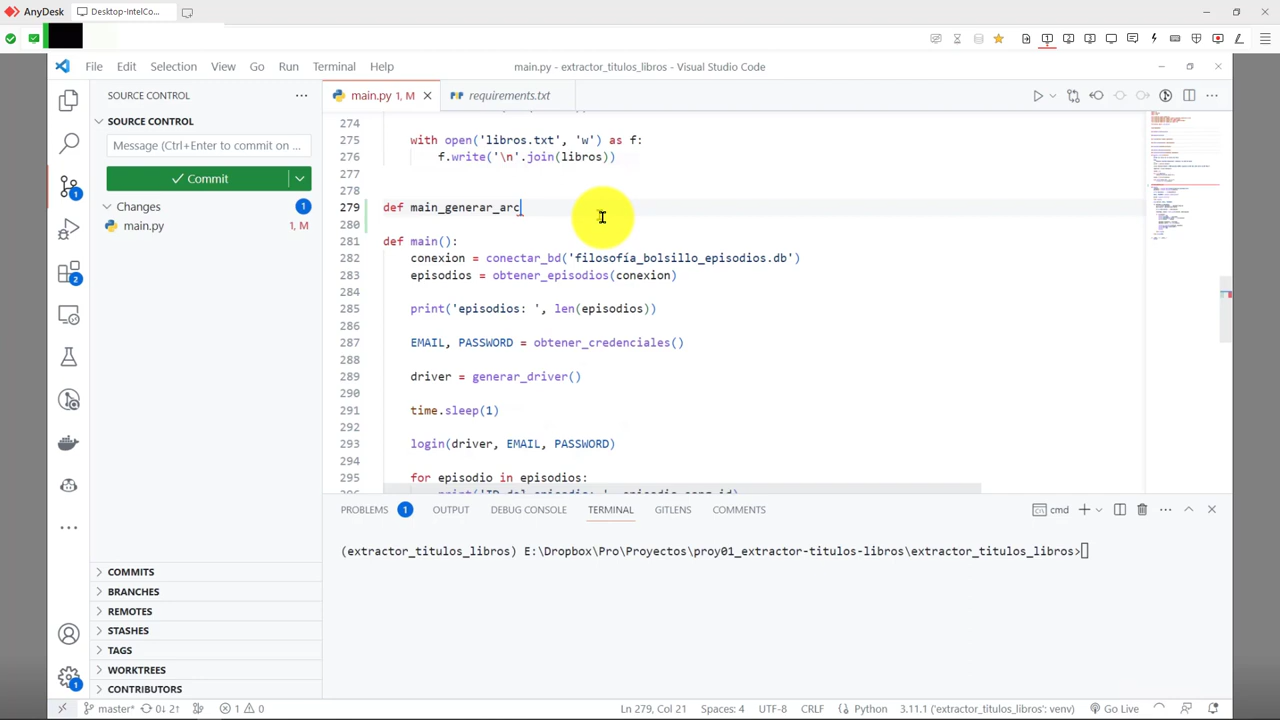 AnyDesk
Desktop-IntelCo...
File Edit Selection View Go Run Terminal Help
main.py - extractor_titulos_libros - Visual Studio Code
SOURCE CONTROL
main.py 1, M
requirements.txt
SOURCE CONTROL
Message (Ctrl+Enter to commit on ...
Commit
Changes 1
main.py
274
275 with open('libros.txt', 'w') as
276 f.write('\n'.join(libros))
277
278
279 def
280
281 def main():
282 conexion = conectar_bd('filosofía_bolsillo_episodios.db')
283 episodios = obtener_episodios(conexion)
284
285 print('episodios: ', len(episodios))
286
287 EMAIL, PASSWORD = obtener_credenciales()
288
289 driver = generar_driver()
290
291 time.sleep(1)
292
293 login(driver, EMAIL, PASSWORD)
294
295 for episodio in episodios:
PROBLEMS 1 OUTPUT DEBUG CONSOLE TERMINAL GITLENS COMMENTS
cmd
(extractor_titulos_libros) E:\Dropbox\Pro\Proyectos\proy01_extractor-titulos-libros\extractor_titulos_libros>
COMMITS
BRANCHES
REMOTES
STASHES
TAGS
WORKTREES
CONTRIBUTORS
master* 0↓ 2↑ 1 0
Ln 279, Col 21 Spaces: 4 UTF-8 CRLF Python 3.11.1 ('extractor_titulos_libros': venv) Go Live